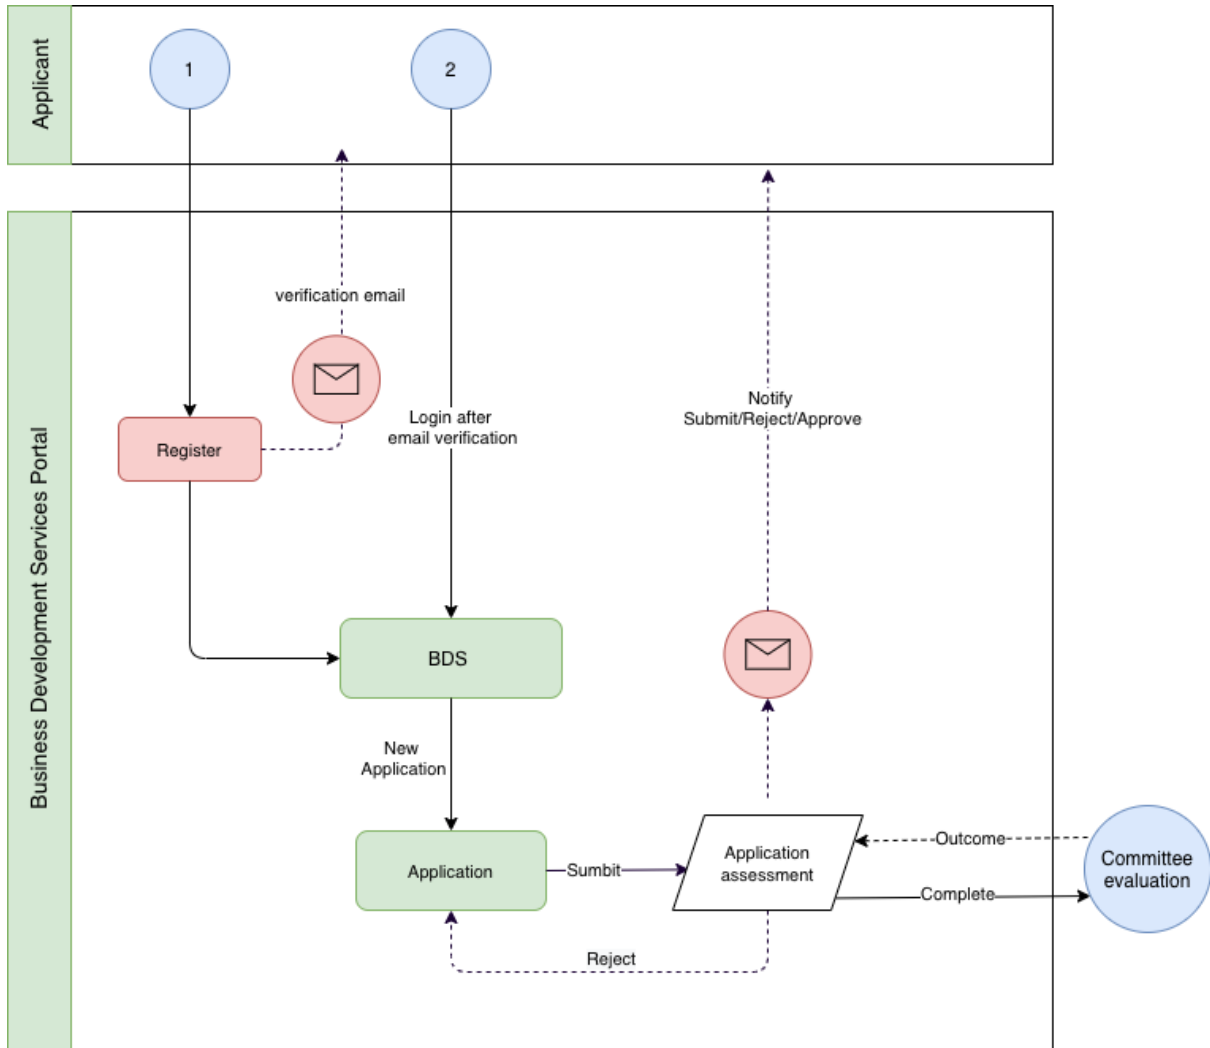 Applicant
1
2
verification email
Login after
email verification
Notify
Submit/Reject/Approve
Register
Business Development Services Portal
BDS
New
Application
Application
Sumbit
Application
assessment
Outcome
Complete
Committee
evaluation
Reject